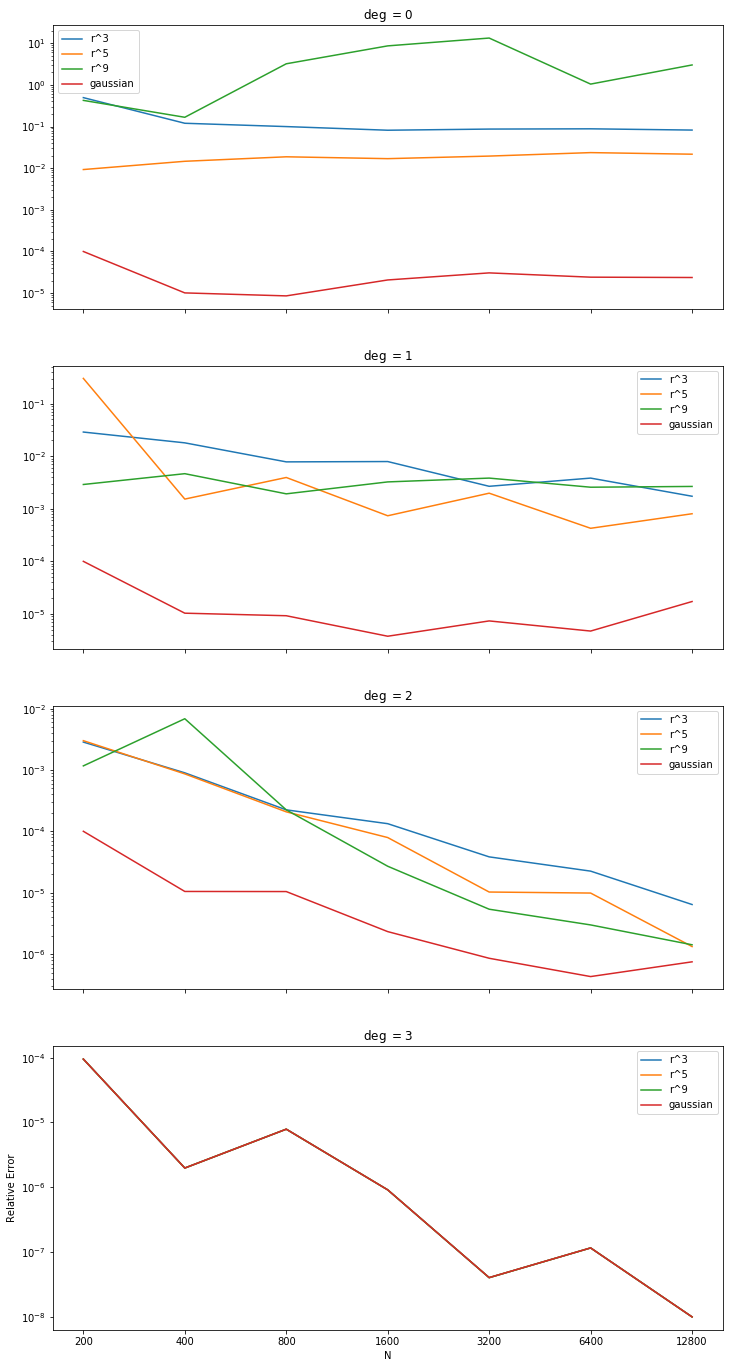 deg = 0
10^1
10^0
10^-1
10^-2
10^-3
10^-4
10^-5
r^3
r^5
r^9
gaussian
deg = 1
10^-1
10^-2
10^-3
10^-4
10^-5
r^3
r^5
r^9
gaussian
deg = 2
10^-2
10^-3
10^-4
10^-5
10^-6
r^3
r^5
r^9
gaussian
deg = 3
Relative Error
10^-4
10^-5
10^-6
10^-7
10^-8
r^3
r^5
r^9
gaussian
200 400 800 1600 3200 6400 12800
N